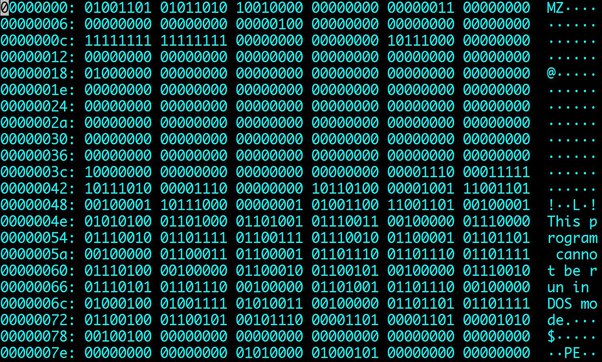 00000000: 01001101 01011010 10010000 00000000 00000011 00000000 MZ····
00000006: 00000000 00000000 00000100 00000000 00000000 00000000 ······
0000000c: 11111111 11111111 00000000 00000000 10111000 00000000 ······
00000012: 00000000 00000000 00000000 00000000 00000000 00000000 ······
00000018: 01000000 00000000 00000000 00000000 00000000 00000000 @·····
0000001e: 00000000 00000000 00000000 00000000 00000000 00000000 ······
00000024: 00000000 00000000 00000000 00000000 00000000 00000000 ······
0000002a: 00000000 00000000 00000000 00000000 00000000 00000000 ······
00000030: 00000000 00000000 00000000 00000000 00000000 00000000 ······
00000036: 00000000 00000000 00000000 00000000 00000000 00000000 ······
0000003c: 10000000 00000000 00000000 00000000 00001110 00011111 ······
00000042: 10111010 00001110 00000000 10110100 00001001 11001101 ······
00000048: 00100001 10111000 00000001 01001100 11001101 00100001 !··L·!
0000004e: 01010100 01101000 01101001 01110011 00100000 01110000 This p
00000054: 01110010 01101111 01100111 01110010 01100001 01101101 rogram
0000005a: 00100000 01100011 01100001 01101110 01101110 01101111  canno
00000060: 01110100 00100000 01100010 01100101 00100000 01110010 t be r
00000066: 01110101 01101110 00100000 01101001 01101110 00100000 un in 
0000006c: 01000100 01001111 01010011 00100000 01101101 01101111 DOS mo
00000072: 01100100 01100101 00101110 00001101 00001101 00001010 de.···
00000078: 00100100 00000000 00000000 00000000 00000000 00000000 $·····
0000007e: 00000000 00000000 01010000 01000101 00000000 00000000 ··PE··